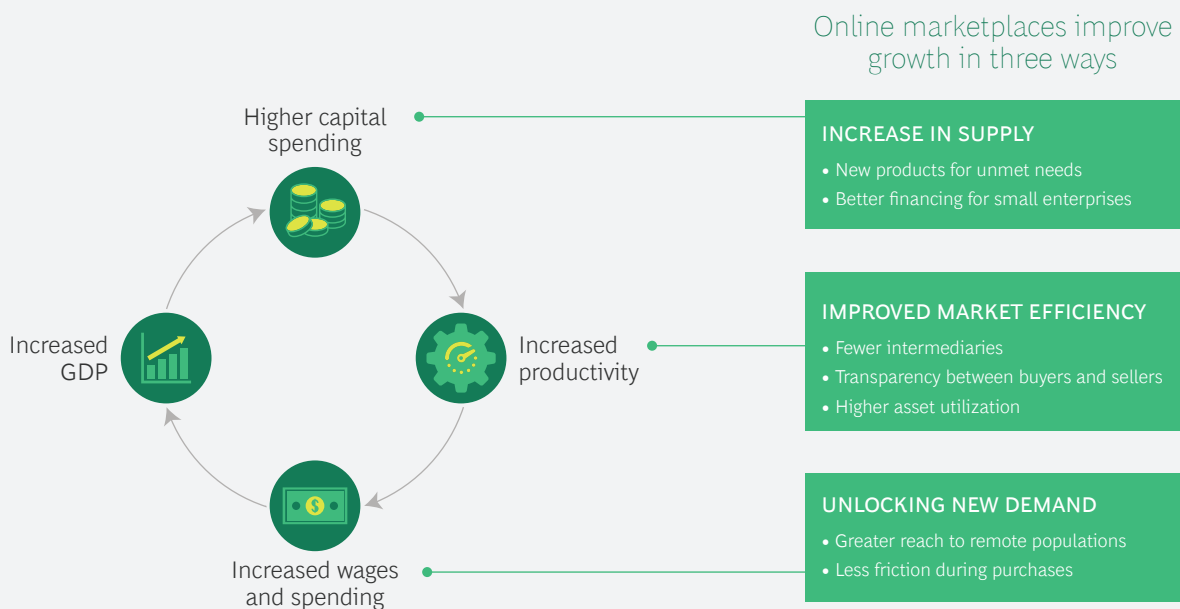 Online marketplaces improve
growth in three ways
Higher capital
spending
INCREASE IN SUPPLY
• New products for unmet needs
• Better financing for small enterprises
Increased
GDP
Increased
productivity
IMPROVED MARKET EFFICIENCY
• Fewer intermediaries
• Transparency between buyers and sellers
• Higher asset utilization
$
Increased wages
and spending
UNLOCKING NEW DEMAND
• Greater reach to remote populations
• Less friction during purchases